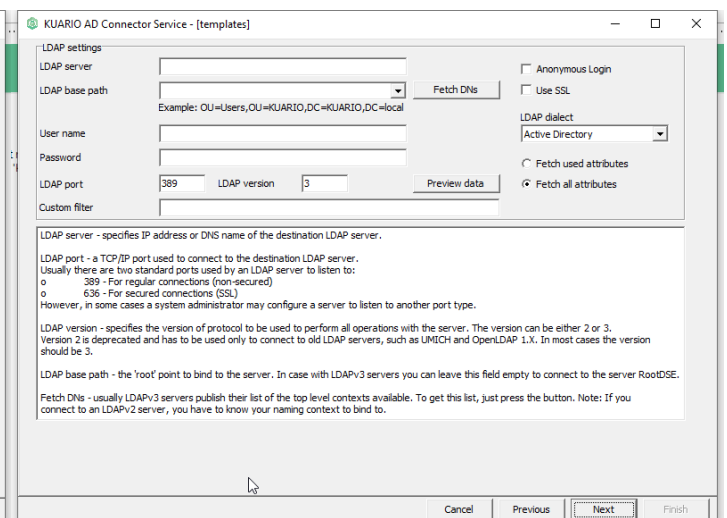 KUARIO AD Connector Service - [templates]
LDAP settings
LDAP server
Anonymous Login
LDAP base path
Fetch DNs
Use SSL
Example: OU=Users,OU=KUARIO,DC=KUARIO,DC=local
LDAP dialect
User name
Active Directory
Password
Fetch used attributes
LDAP port
389
LDAP version
3
Preview data
Fetch all attributes
Custom filter
LDAP server - specifies IP address or DNS name of the destination LDAP server.
LDAP port - a TCP/IP port used to connect to the destination LDAP server.
Usually there are two standard ports used by an LDAP server to listen to:
o 389 - For regular connections (non-secured)
o 636 - For secured connections (SSL)
However, in some cases a system administrator may configure a server to listen to another port type.
LDAP version - specifies the version of protocol to be used to perform all operations with the server. The version can be either 2 or 3.
Version 2 is deprecated and has to be used only to connect to old LDAP servers, such as UMICH and OpenLDAP 1.X. In most cases the version
should be 3.
LDAP base path - the 'root' point to bind to the server. In case with LDAPv3 servers you can leave this field empty to connect to the server RootDSE.
Fetch DNs - usually LDAPv3 servers publish their list of the top level contexts available. To get this list, just press the button. Note: If you
connect to an LDAPv2 server, you have to know your naming context to bind to.
Cancel
Previous
Next
Finish